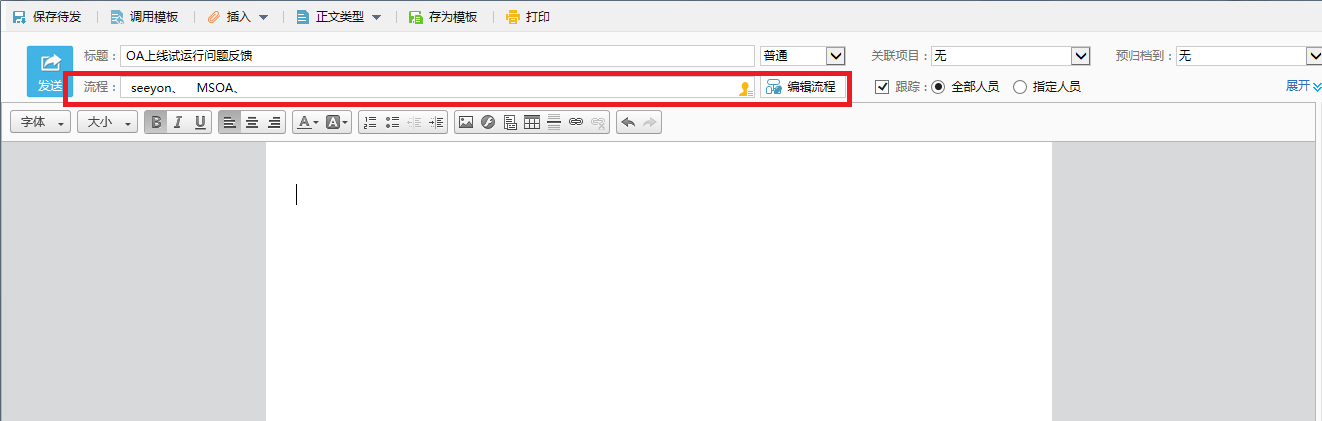 保存待发 调用模板 插入 正文类型 存为模板 打印
发送 标题： OA上线试运行问题反馈 普通 关联项目： 无 预归档到： 无
流程： seeyon、 MSOA、 编辑流程 跟踪： 全部人员 指定人员 展开
字体 大小 B I U A A